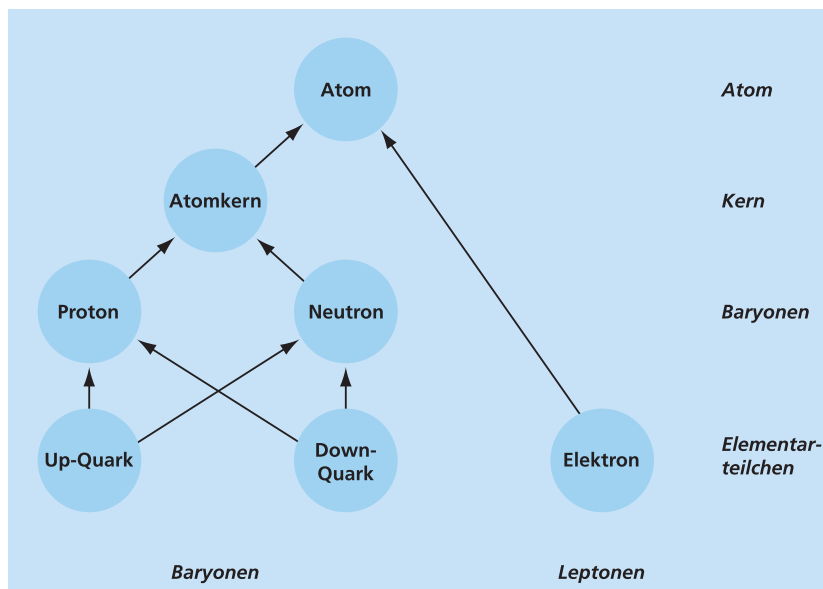 Atom
Atom
Atomkern
Kern
Proton
Neutron
Baryonen
Up-Quark
Down-
Quark
Elektron
Elementar-
teilchen
Baryonen
Leptonen